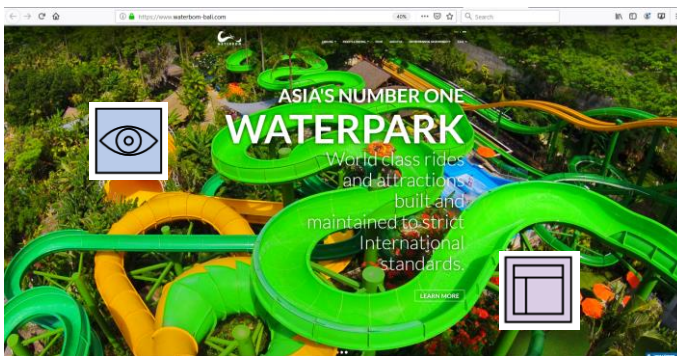 https://www.waterbom-bali.com
40%
Search
ASIA'S NUMBER ONE
WATERPARK
World class rides
and attractions
built and
maintained to strict
International
standards.
LEARN MORE